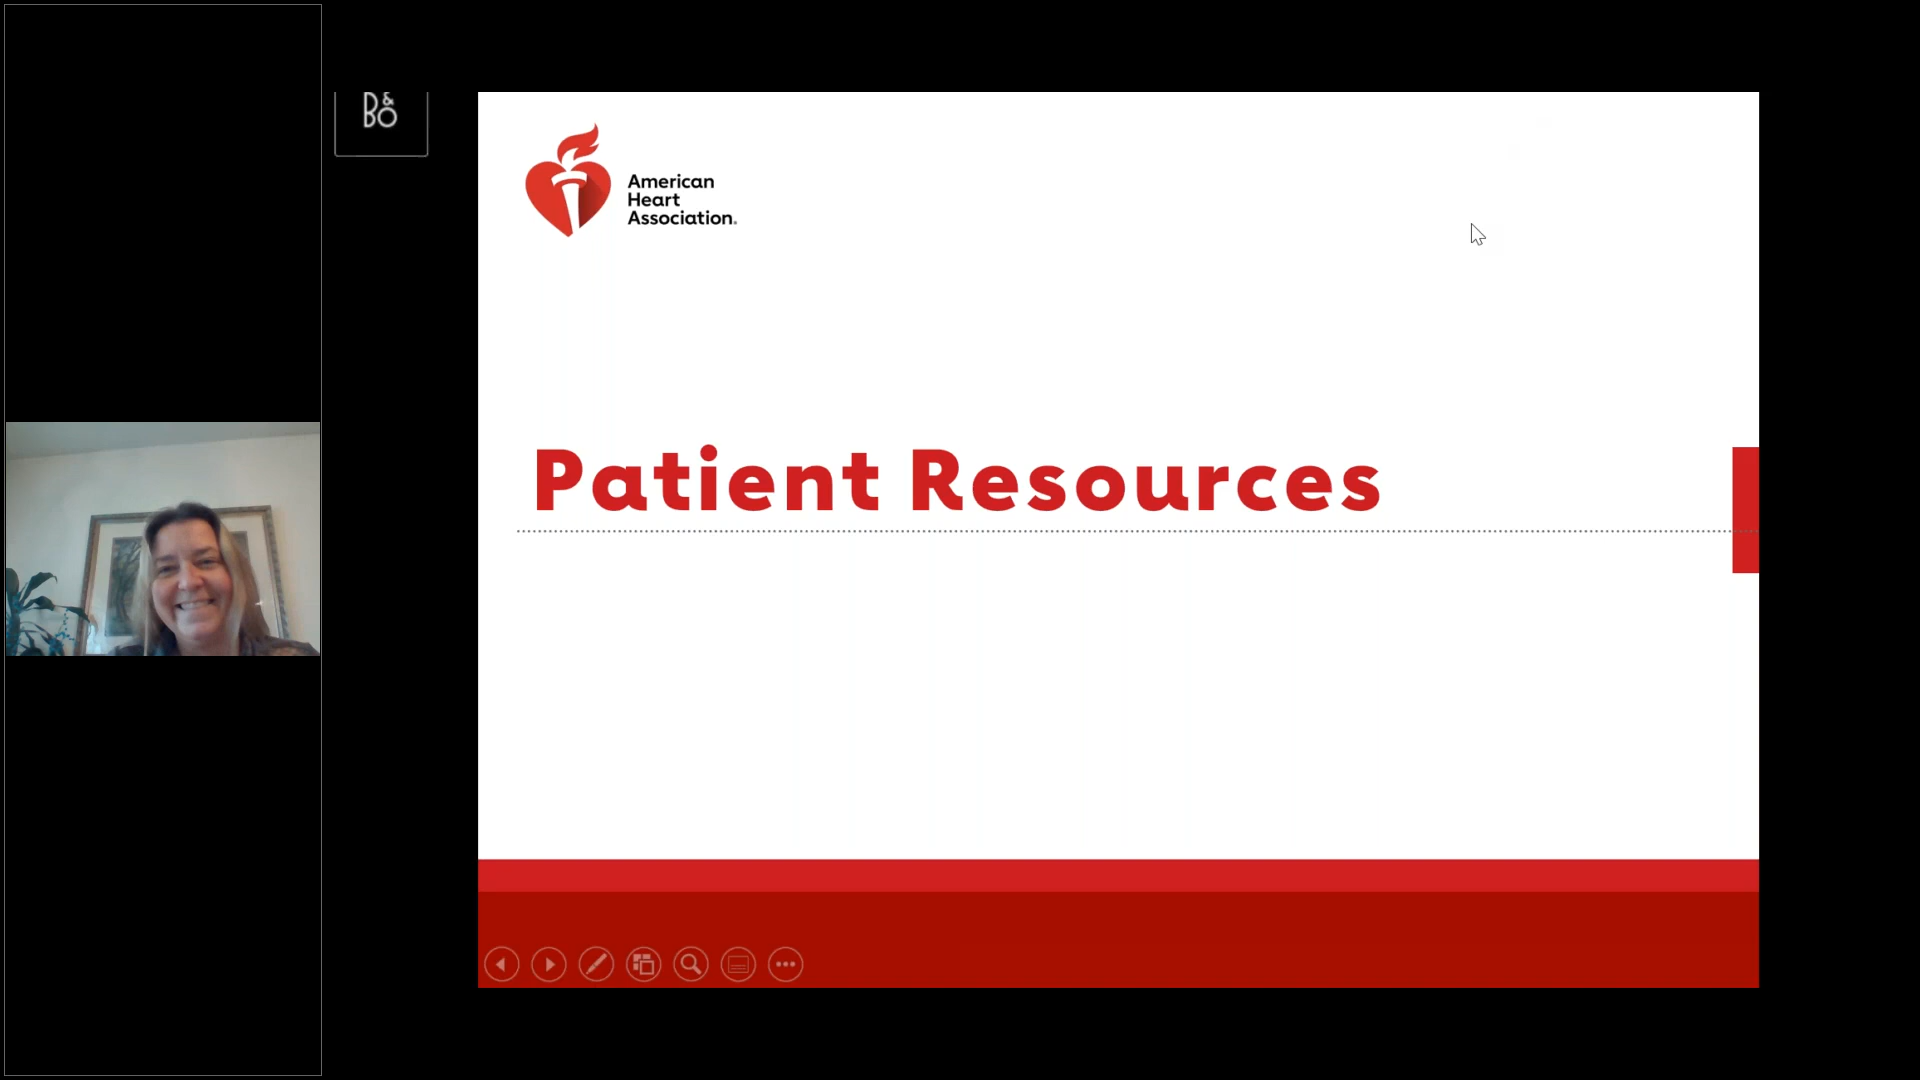 B&O
American
Heart
Association.
Patient Resources